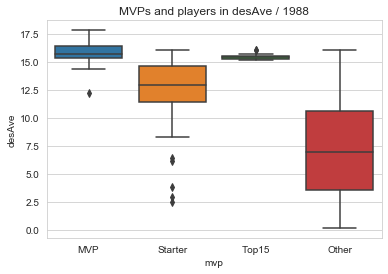 MVPs and players in desAve / 1988
17.5
15.0
12.5
10.0
7.5
5.0
2.5
0.0
desAve
MVP Starter Top15 Other
mvp